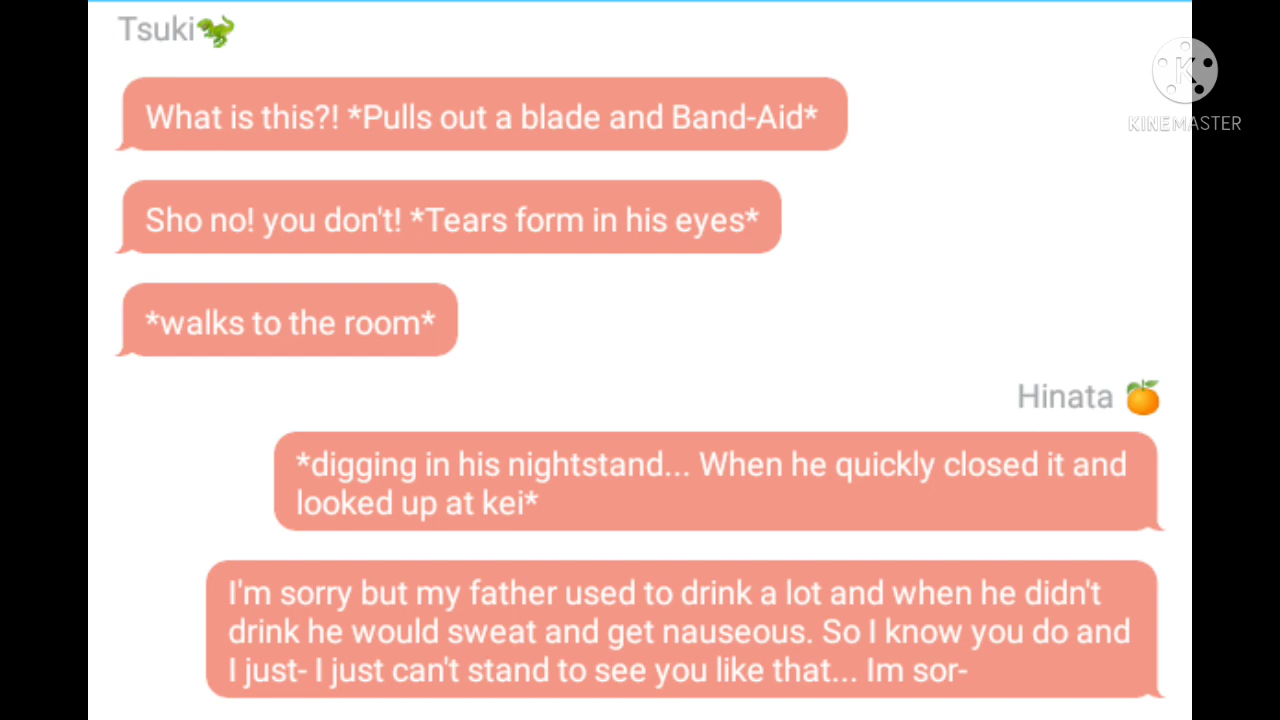 Tsuki🦖
What is this?! *Pulls out a blade and Band-Aid*
Sho no! you don't! *Tears form in his eyes*
*walks to the room*
Hinata 🍊
*digging in his nightstand... When he quickly closed it and
looked up at kei*
I'm sorry but my father used to drink a lot and when he didn't
drink he would sweat and get nauseous. So I know you do and
I just- I just can't stand to see you like that... Im sor-
K
KINEMASTER